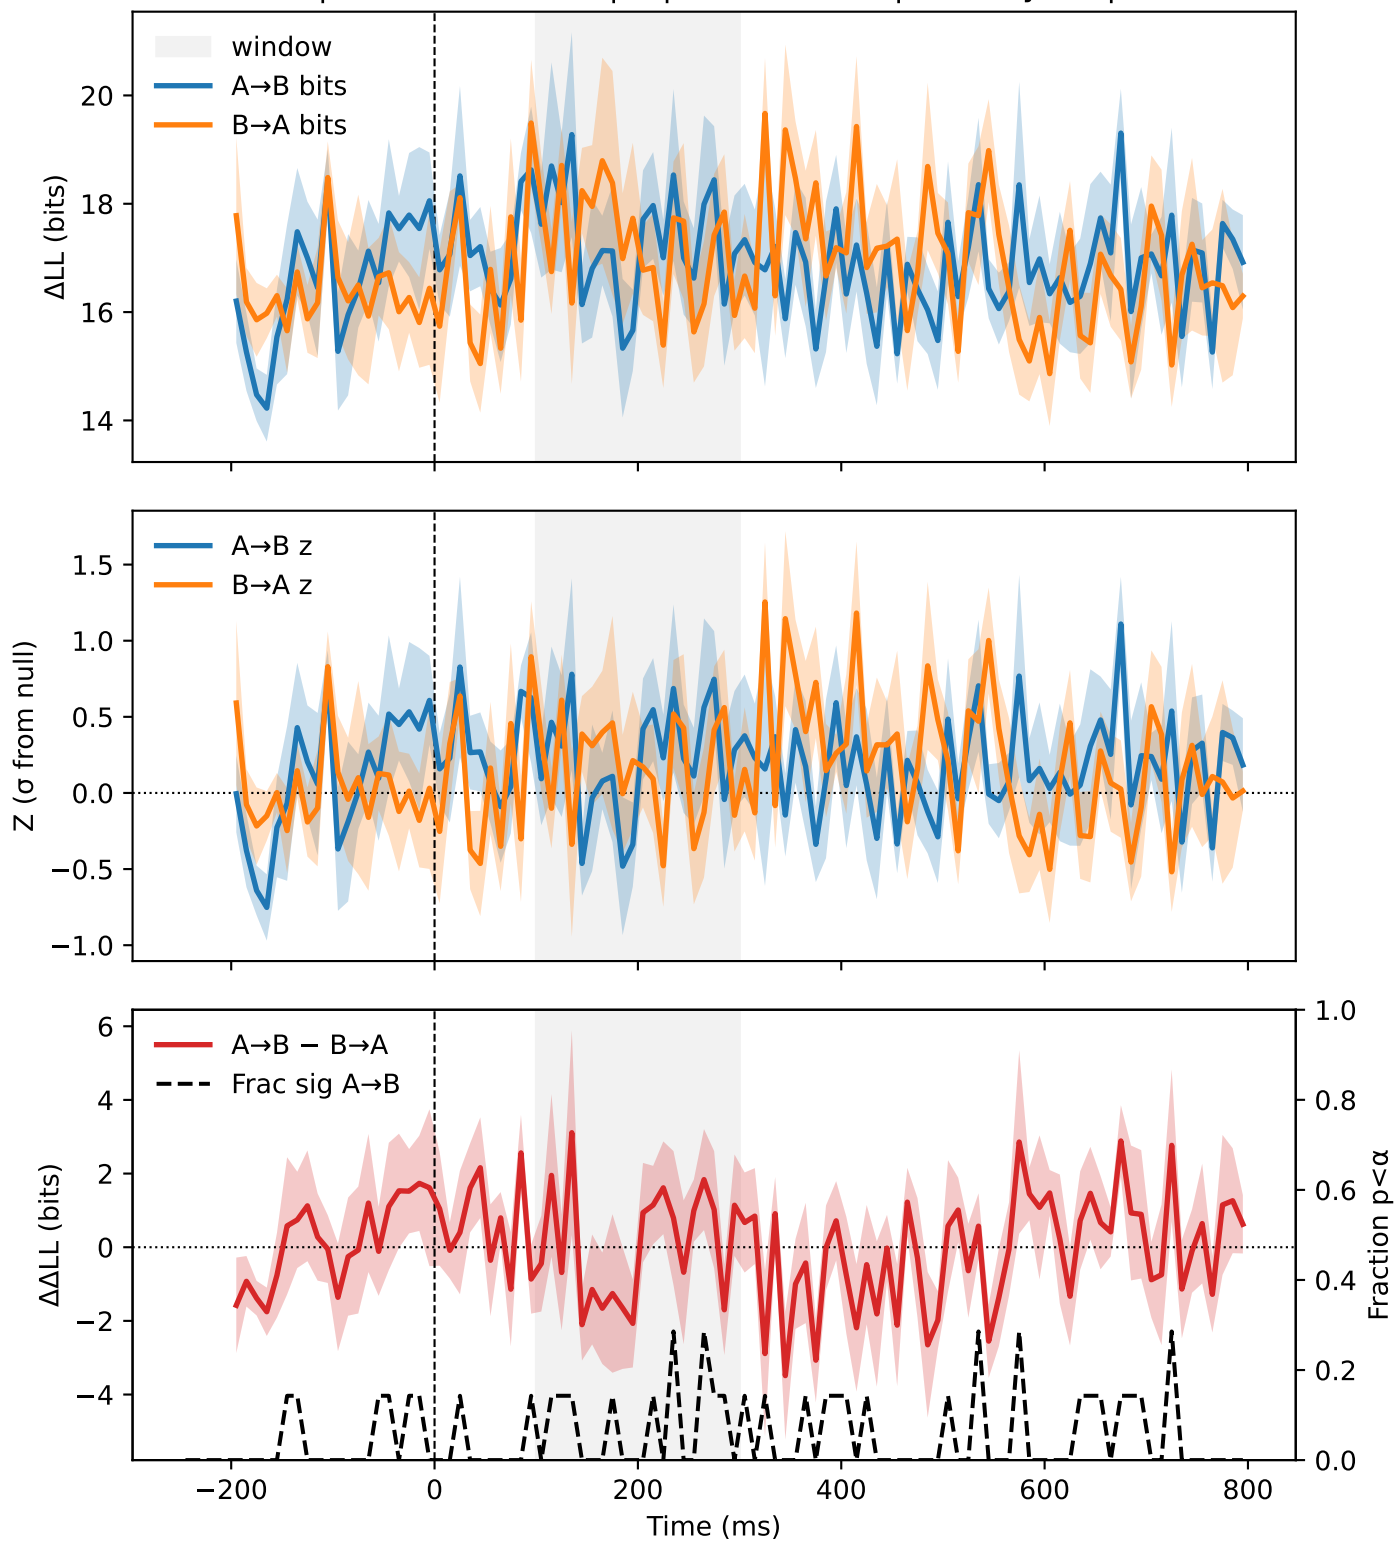 window
A→B bits
B→A bits
20
18
16
14
ΔLL (bits)
A→B z
B→A z
1.5
1.0
0.5
0.0
−0.5
−1.0
Z (σ from null)
A→B − B→A
Frac sig A→B
6
4
2
0
−2
−4
ΔΔLL (bits)
1.0
0.8
0.6
0.4
0.2
0.0
Fraction p<α
−200 0 200 400 600 800
Time (ms)